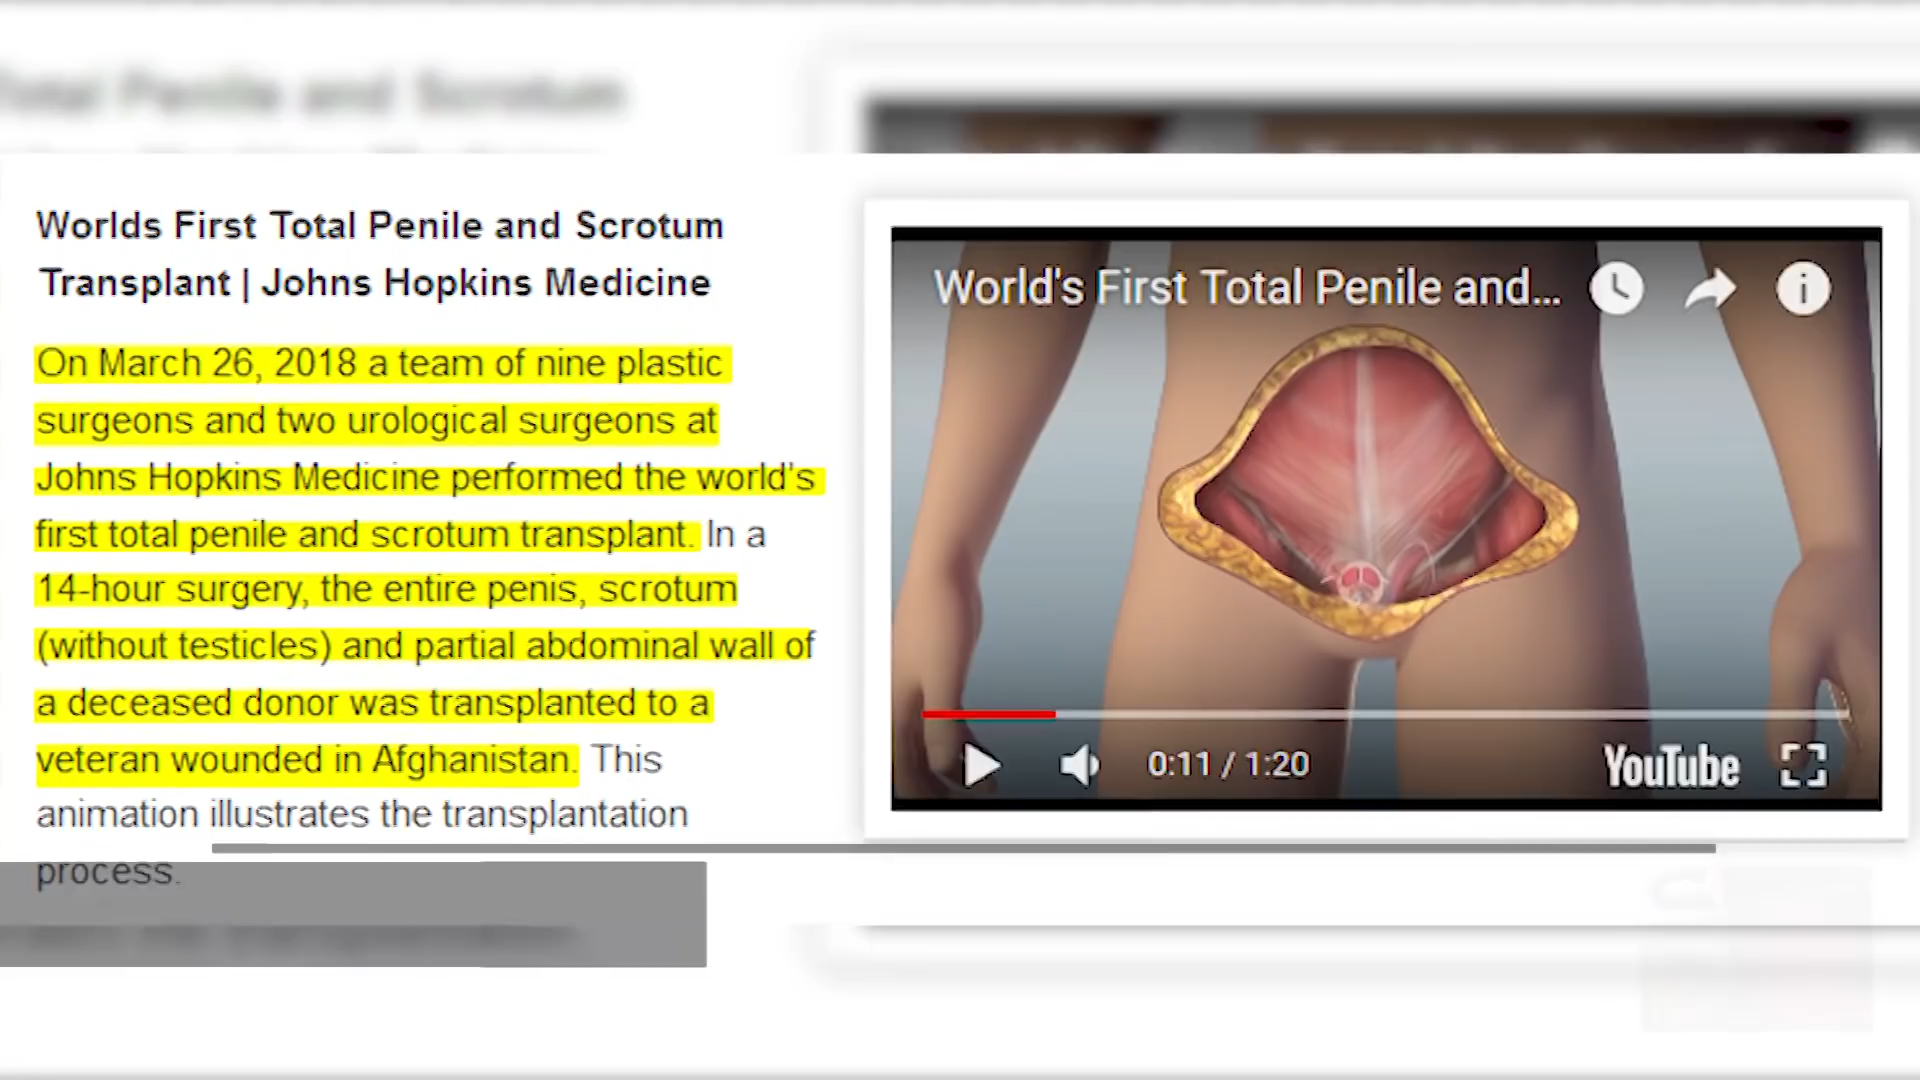 Total Penile and Scrotum
Worlds First Total Penile and Scrotum
Transplant | Johns Hopkins Medicine
On March 26, 2018 a team of nine plastic
surgeons and two urological surgeons at
Johns Hopkins Medicine performed the world's
first total penile and scrotum transplant. In a
14-hour surgery, the entire penis, scrotum
(without testicles) and partial abdominal wall of
a deceased donor was transplanted to a
veteran wounded in Afghanistan. This
animation illustrates the transplantation
process.
World's First Total Penile and...
0:11 / 1:20
YouTube